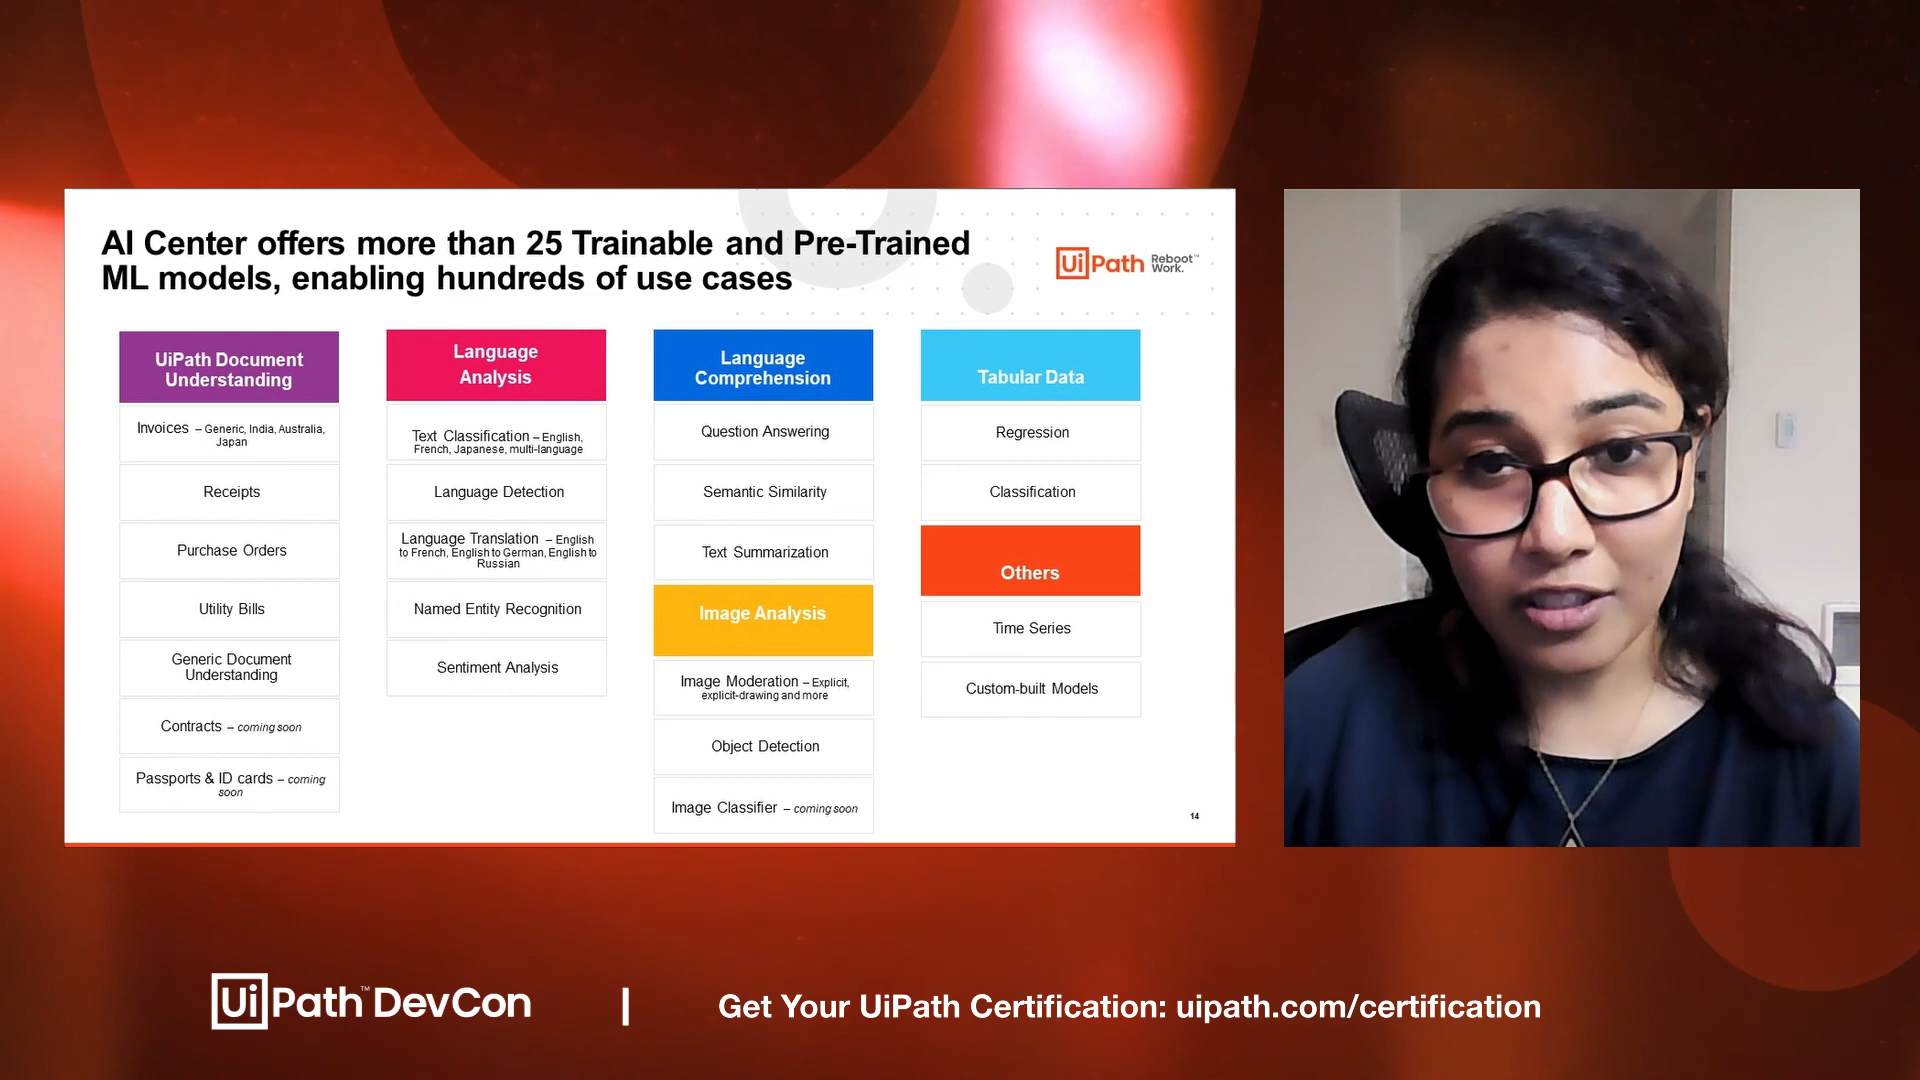 AI Center offers more than 25 Trainable and Pre-Trained
ML models, enabling hundreds of use cases
UiPath Reboot™
Work.
UiPath Document
Understanding
Invoices – Generic, India, Australia,
Japan
Receipts
Purchase Orders
Utility Bills
Generic Document
Understanding
Contracts – coming soon
Passports & ID cards – coming
soon
Language
Analysis
Text Classification – English,
French, Japanese, multi-language
Language Detection
Language Translation – English
to French, English to German, English to
Russian
Named Entity Recognition
Sentiment Analysis
Language
Comprehension
Question Answering
Semantic Similarity
Text Summarization
Image Analysis
Image Moderation – Explicit,
explicit-drawing and more
Object Detection
Image Classifier – coming soon
Tabular Data
Regression
Classification
Others
Time Series
Custom-built Models
14
UiPath™ DevCon | Get Your UiPath Certification: uipath.com/certification